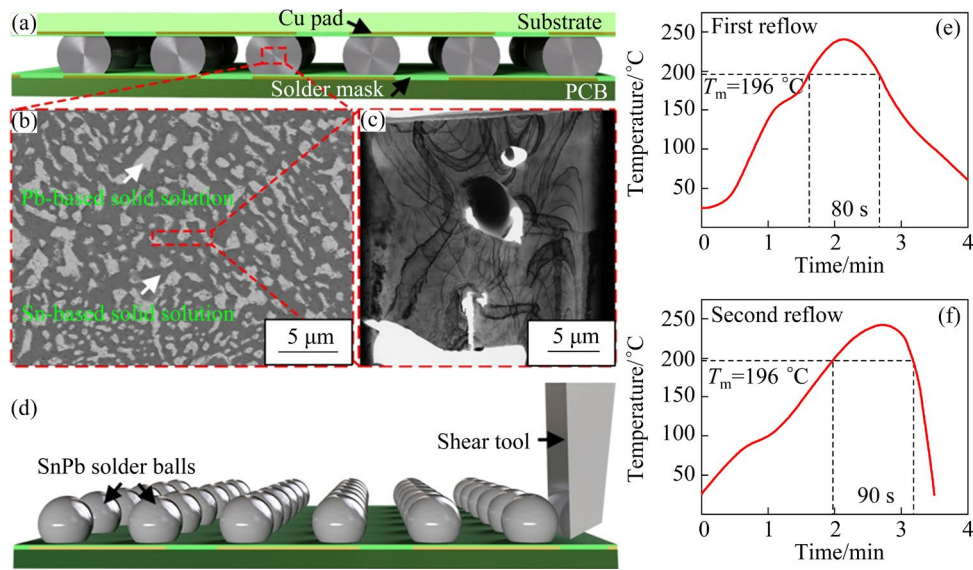 (a)
Cu pad
Substrate
Solder mask
PCB
(b)
Pb-based solid solution
Sn-based solid solution
5 μm
(c)
5 μm
(d)
SnPb solder balls
Shear tool
(e)
First reflow
Temperature/°C
250
200
150
100
50
Tm=196 °C
80 s
0 1 2 3 4
Time/min
(f)
Second reflow
Temperature/°C
250
200
150
100
50
Tm=196 °C
90 s
0 1 2 3 4
Time/min